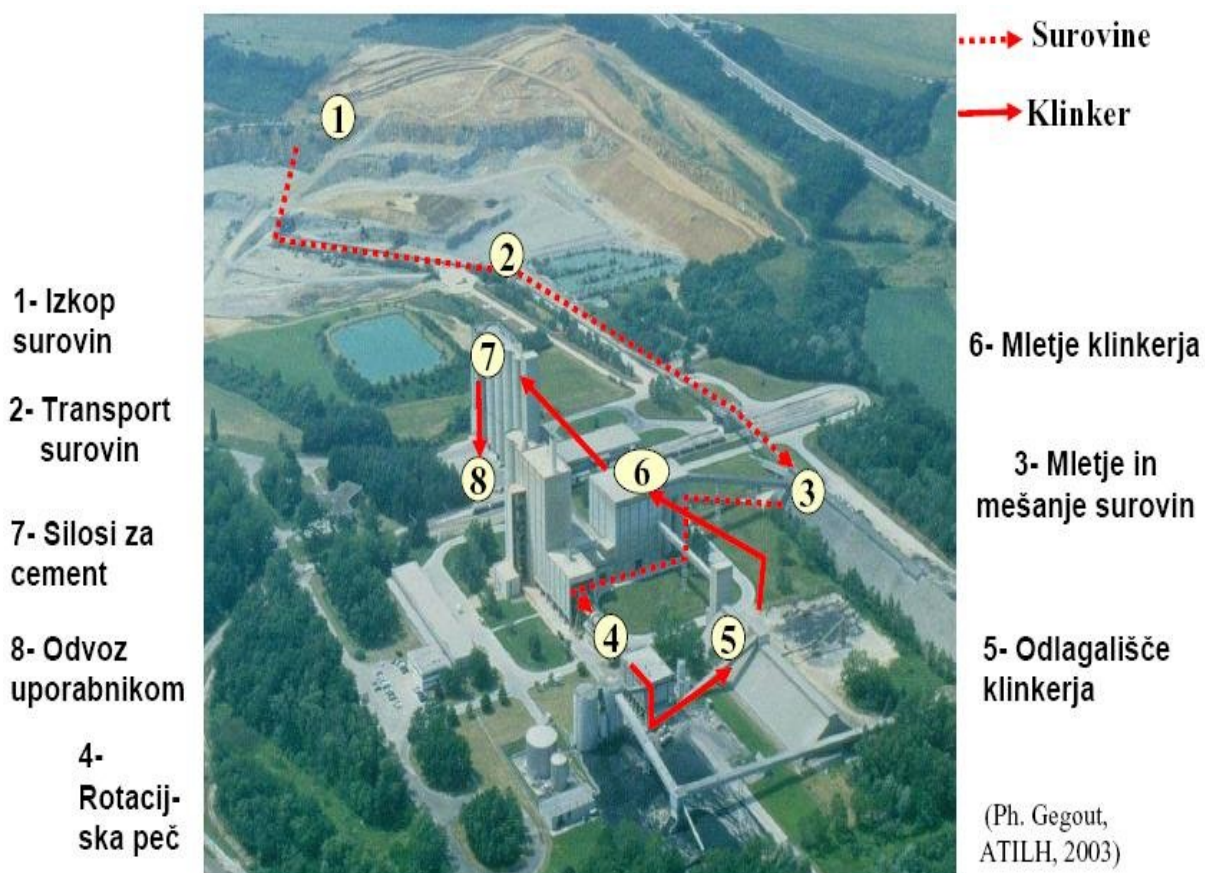 Surovine
Klinker
1- Izkop
surovin
2- Transport
surovin
7- Silosi za
cement
8- Odvoz
uporabnikom
4-
Rotacij-
ska peč
1
2
7
8
6
3
4
5
6- Mletje klinkerja
3- Mletje in
mešanje surovin
5- Odlagališče
klinkerja
(Ph. Gegout,
ATILH, 2003)